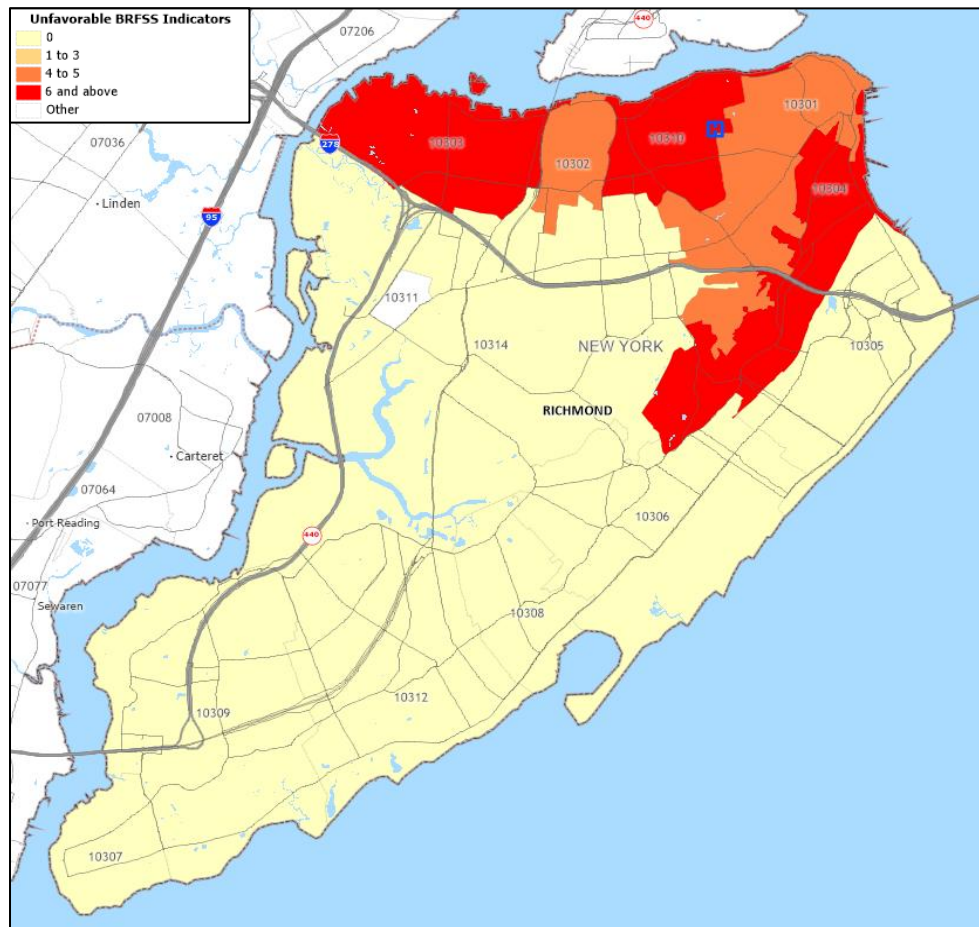 Unfavorable BRFSS Indicators
0
1 to 3
4 to 5
6 and above
Other
440
07206
07036
10301
278
10303
10302
10310
10304
Linden
95
10311
10314
NEW YORK
10305
RICHMOND
07008
Carteret
07064
Port Reading
440
10306
07077
Sewaren
10308
10312
10309
10307